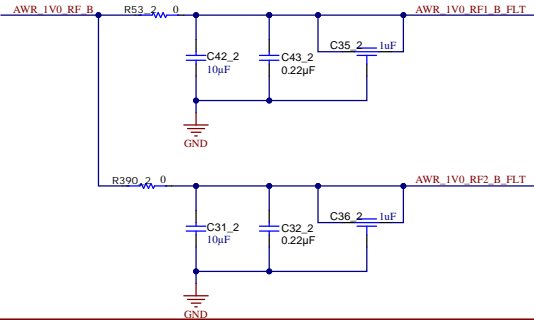 AWR_1V0_RF_B R53_2 0 AWR_1V0_RF1_B_FLT
C42_2 C43_2 C35_2 1uF
10µF 0.22µF
GND
R390_2 0 AWR_1V0_RF2_B_FLT
C31_2 C32_2 C36_2 1uF
10µF 0.22µF
GND